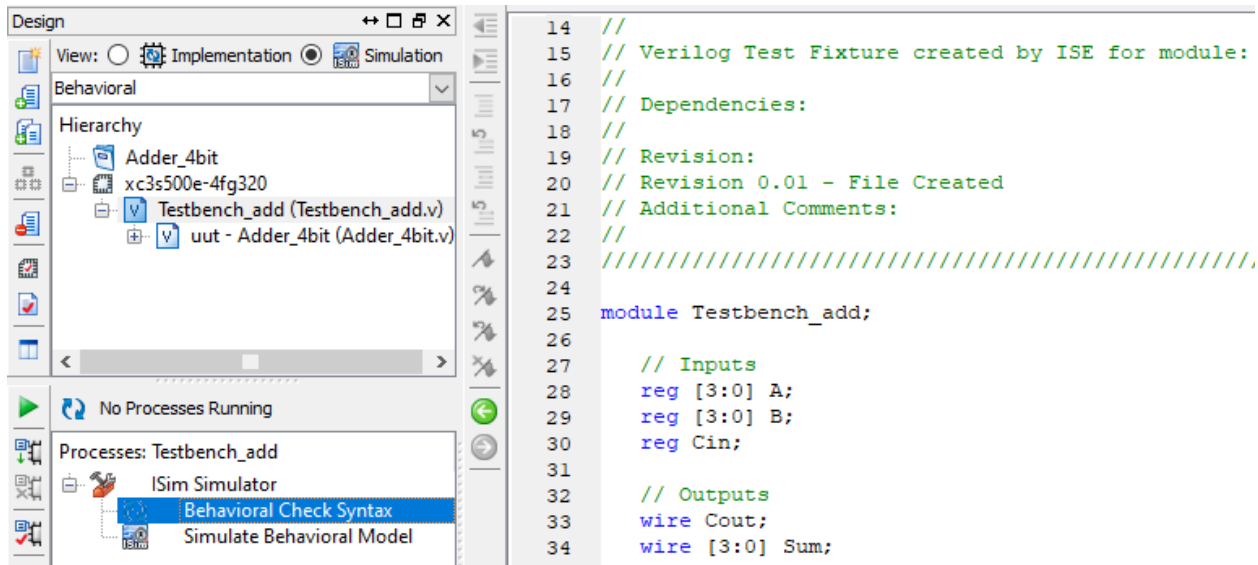 Design
View: Implementation Simulation
Behavioral
Hierarchy
Adder_4bit
xc3s500e-4fg320
Testbench_add (Testbench_add.v)
uut - Adder_4bit (Adder_4bit.v)
No Processes Running
Processes: Testbench_add
ISim Simulator
Behavioral Check Syntax
Simulate Behavioral Model
14 //
15 // Verilog Test Fixture created by ISE for module:
16 //
17 // Dependencies:
18 //
19 // Revision:
20 // Revision 0.01 - File Created
21 // Additional Comments:
22 //
23 ////////////////////////////////////////////////////
24
25 module Testbench_add;
26
27 // Inputs
28 reg [3:0] A;
29 reg [3:0] B;
30 reg Cin;
31
32 // Outputs
33 wire Cout;
34 wire [3:0] Sum;